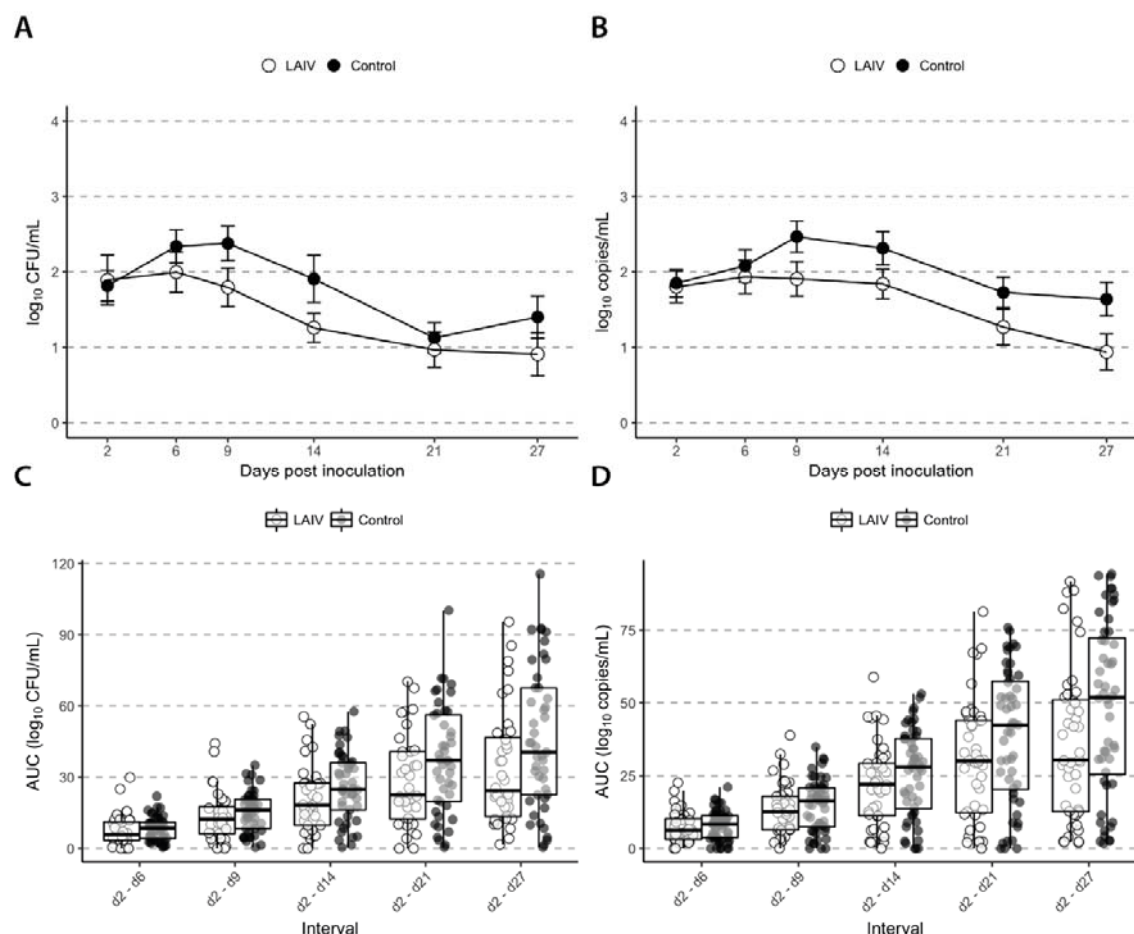 A
LAIV Control
log10 CFU/mL
4
3
2
1
0
2 6 9 14 21 27
Days post inoculation
B
LAIV Control
log10 copies/mL
4
3
2
1
0
2 6 9 14 21 27
Days post inoculation
C
LAIV Control
AUC (log10 CFU/mL)
120
90
60
30
0
d2 - d6 d2 - d9 d2 - d14 d2 - d21 d2 - d27
Interval
D
LAIV Control
AUC (log10 copies/mL)
75
50
25
0
d2 - d6 d2 - d9 d2 - d14 d2 - d21 d2 - d27
Interval